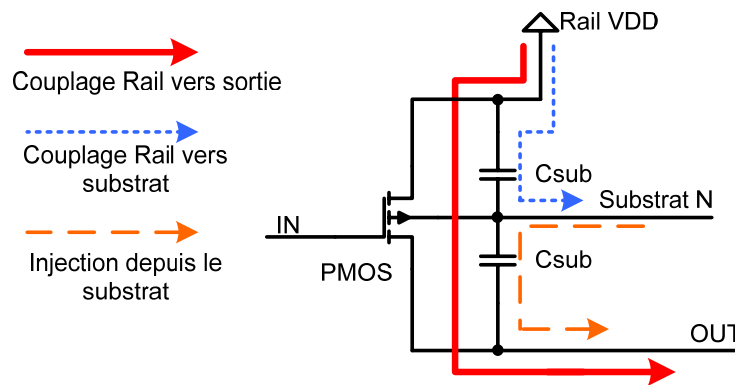 Rail VDD
Couplage Rail vers sortie
Couplage Rail vers
substrat
Csub
Substrat N
IN
Injection depuis le
substrat
PMOS
Csub
OUT